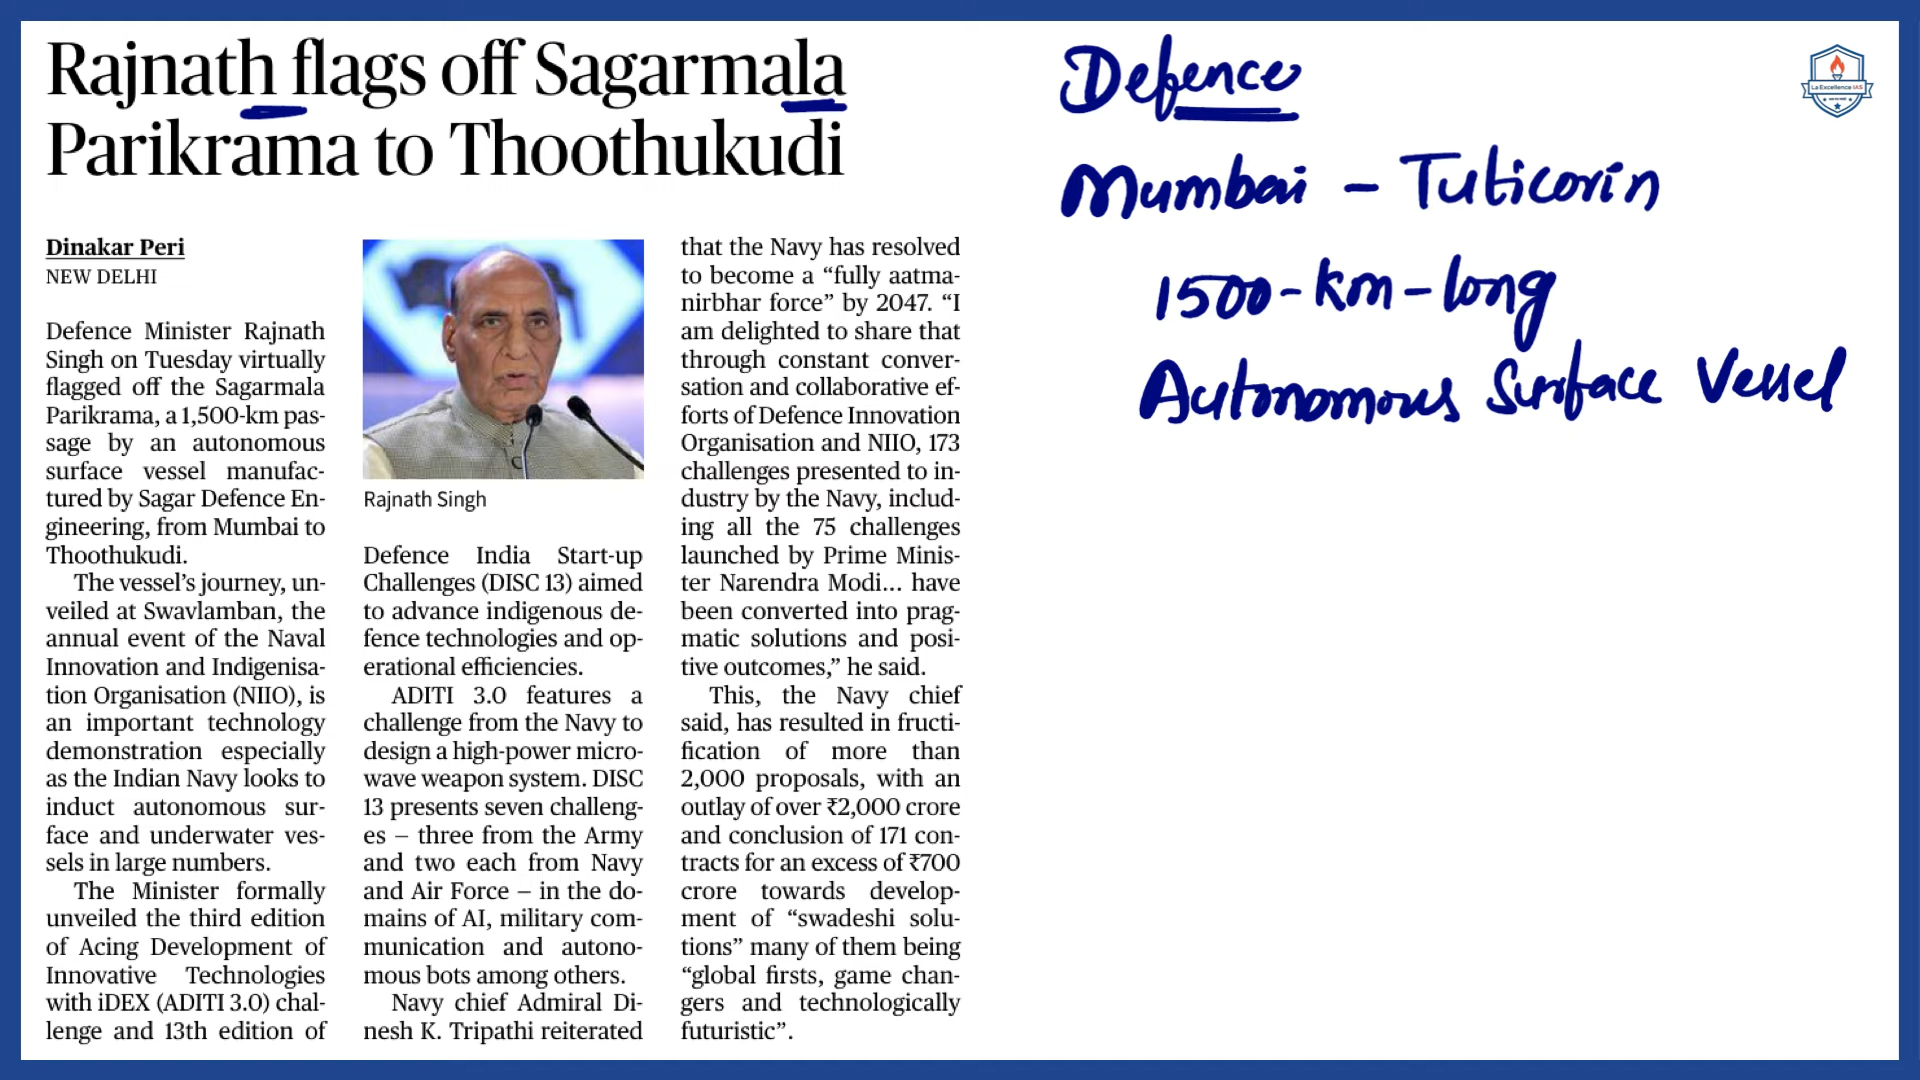 Rajnath flags off Sagarmala
Parikrama to Thoothukudi
Dinakar Peri
NEW DELHI
Defence Minister Rajnath
Singh on Tuesday virtually
flagged off the Sagarmala
Parikrama, a 1,500-km pas-
sage by an autonomous
surface vessel manufac-
tured by Sagar Defence En-
gineering, from Mumbai to
Thoothukudi.
The vessel's journey, un-
veiled at Swavlamban, the
annual event of the Naval
Innovation and Indigenisa-
tion Organisation (NIIO), is
an important technology
demonstration especially
as the Indian Navy looks to
induct autonomous sur-
face and underwater ves-
sels in large numbers.
The Minister formally
unveiled the third edition
of Acing Development of
Innovative Technologies
with iDEX (ADITI 3.0) chal-
lenge and 13th edition of
Rajnath Singh
Defence India Start-up
Challenges (DISC 13) aimed
to advance indigenous de-
fence technologies and op-
erational efficiencies.
ADITI 3.0 features a
challenge from the Navy to
design a high-power micro-
wave weapon system. DISC
13 presents seven challeng-
es – three from the Army
and two each from Navy
and Air Force – in the do-
mains of AI, military com-
munication and autono-
mous bots among others.
Navy chief Admiral Di-
nesh K. Tripathi reiterated
that the Navy has resolved
to become a “fully aatma-
nirbhar force” by 2047. “I
am delighted to share that
through constant conver-
sation and collaborative ef-
forts of Defence Innovation
Organisation and NIIO, 173
challenges presented to in-
dustry by the Navy, includ-
ing all the 75 challenges
launched by Prime Minis-
ter Narendra Modi... have
been converted into prag-
matic solutions and posi-
tive outcomes,” he said.
This, the Navy chief
said, has resulted in fructi-
fication of more than
2,000 proposals, with an
outlay of over ₹2,000 crore
and conclusion of 171 con-
tracts for an excess of ₹700
crore towards develop-
ment of “swadeshi solu-
tions” many of them being
“global firsts, game chan-
gers and technologically
futuristic”.
Defence
Mumbai - Tuticorin
1500-km-long
Autonomous Surface Vessel
La Excellence IAS